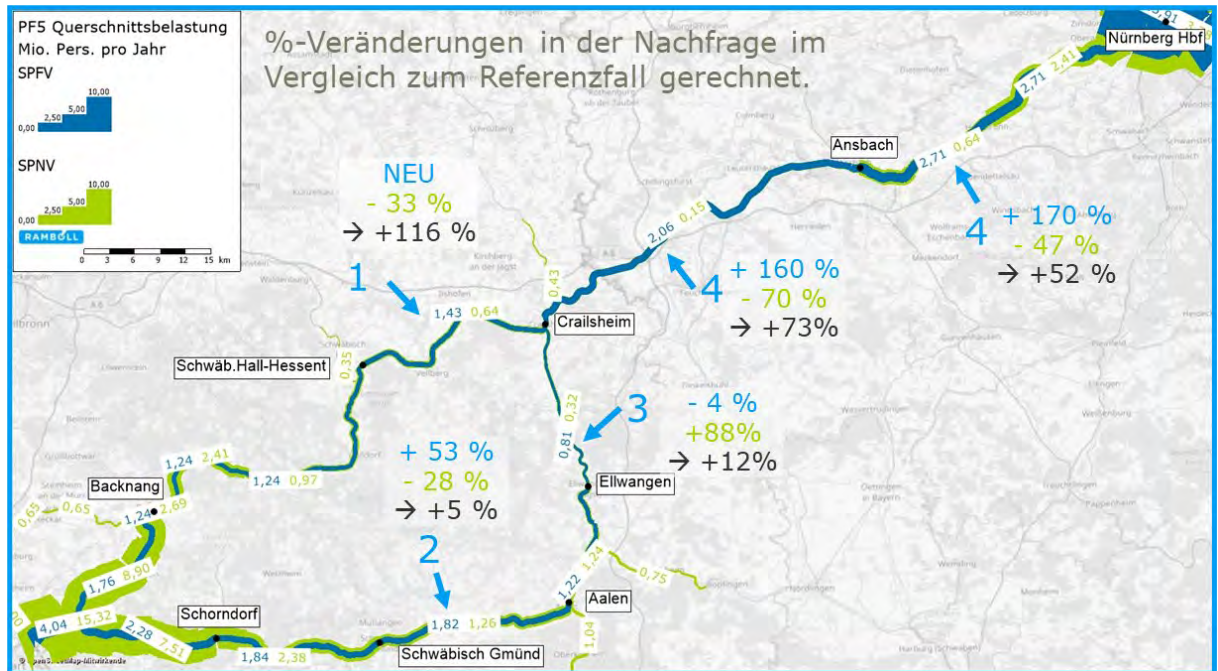 PF5 Querschnittsbelastung
Mio. Pers. pro Jahr
SPFV
10,00
5,00
2,50
0,00
SPNV
10,00
5,00
2,50
0,00
RAMBOLL
0 3 6 9 12 15 km
%-Veränderungen in der Nachfrage im
Vergleich zum Referenzfall gerechnet.
Nürnberg Hbf
2,71 2,41
Ansbach
2,71 0,64
4
+ 170 %
- 47 %
→ +52 %
NEU
- 33 %
→ +116 %
1
2,06 0,15
4
+ 160 %
- 70 %
→ +73%
0,43
1,43 0,64
Crailsheim
Schwäb.Hall-Hessent
0,35
0,32
0,81
3
- 4 %
+88%
→ +12%
+ 53 %
- 28 %
→ +5 %
2
1,24 2,41
1,24 0,97
Ellwangen
Backnang
0,65
0,65
1,24 2,69
1,24
1,22
0,75
1,76 8,90
Aalen
Schorndorf
4,04 15,32
2,28 7,51
1,82 1,26
1,84 2,38
Schwäbisch Gmünd
1,04